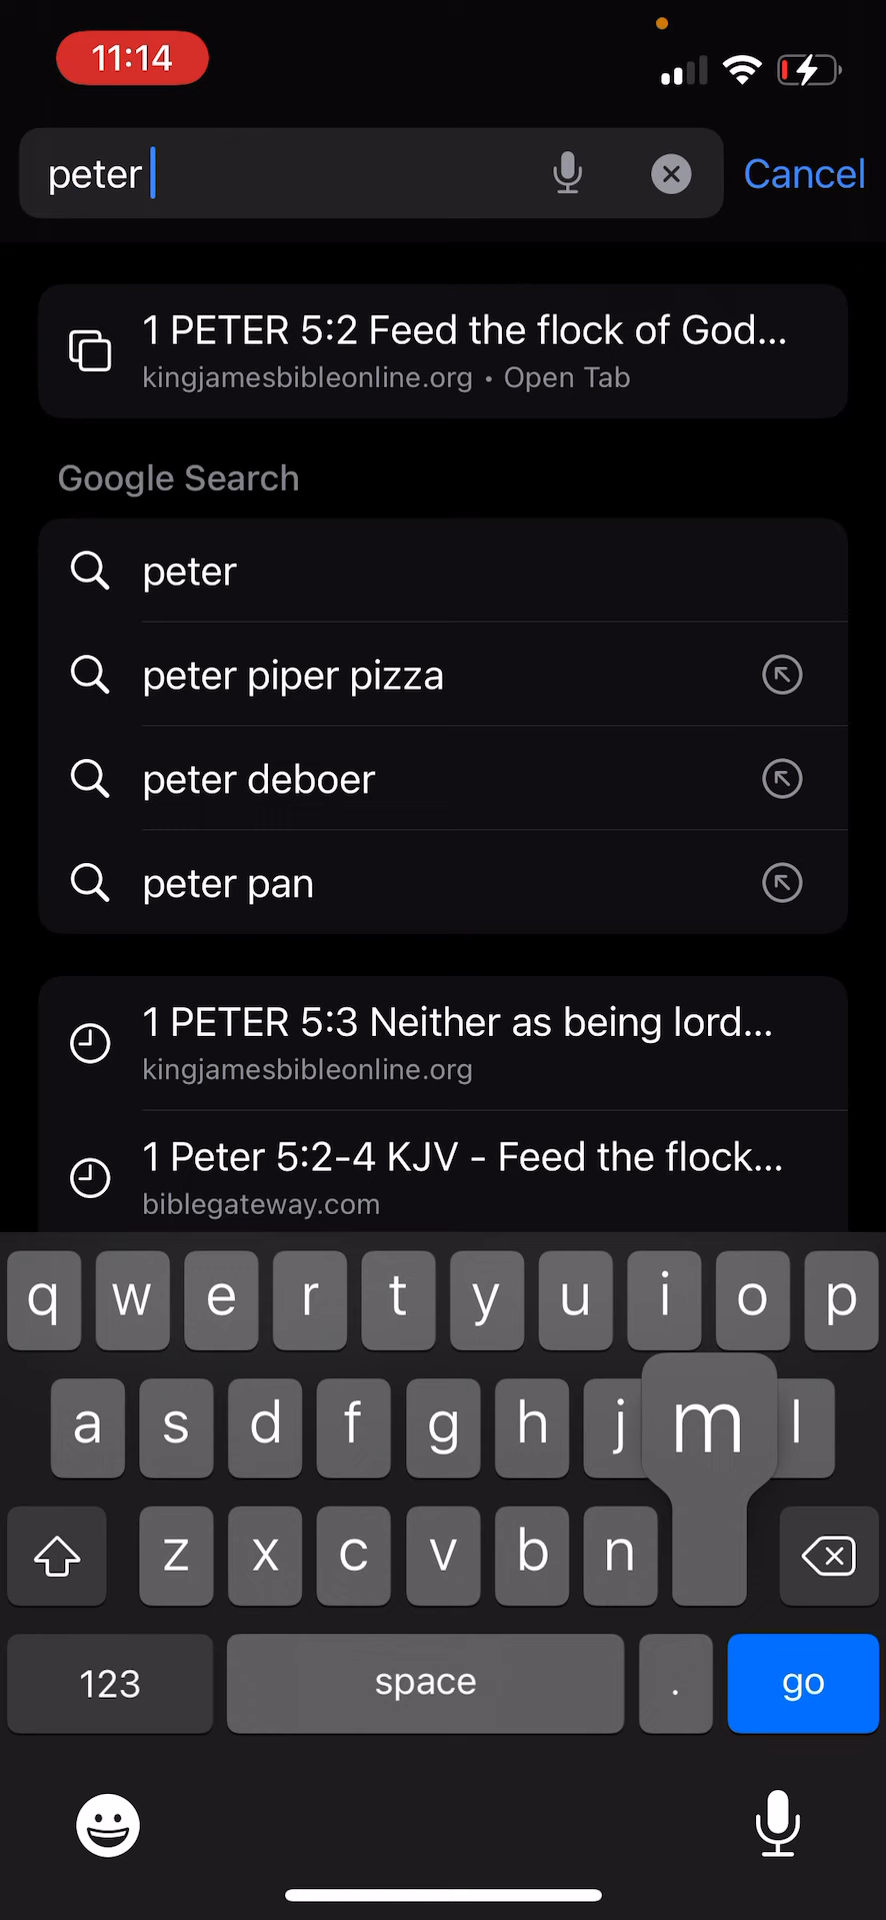 11:14
peter
Cancel
1 PETER 5:2 Feed the flock of God...
kingjamesbibleonline.org • Open Tab
Google Search
peter
peter piper pizza
peter deboer
peter pan
1 PETER 5:3 Neither as being lord...
kingjamesbibleonline.org
1 Peter 5:2-4 KJV - Feed the flock...
biblegateway.com
q w e r t y u i o p
a s d f g h j m l
z x c v b n
123 space . go